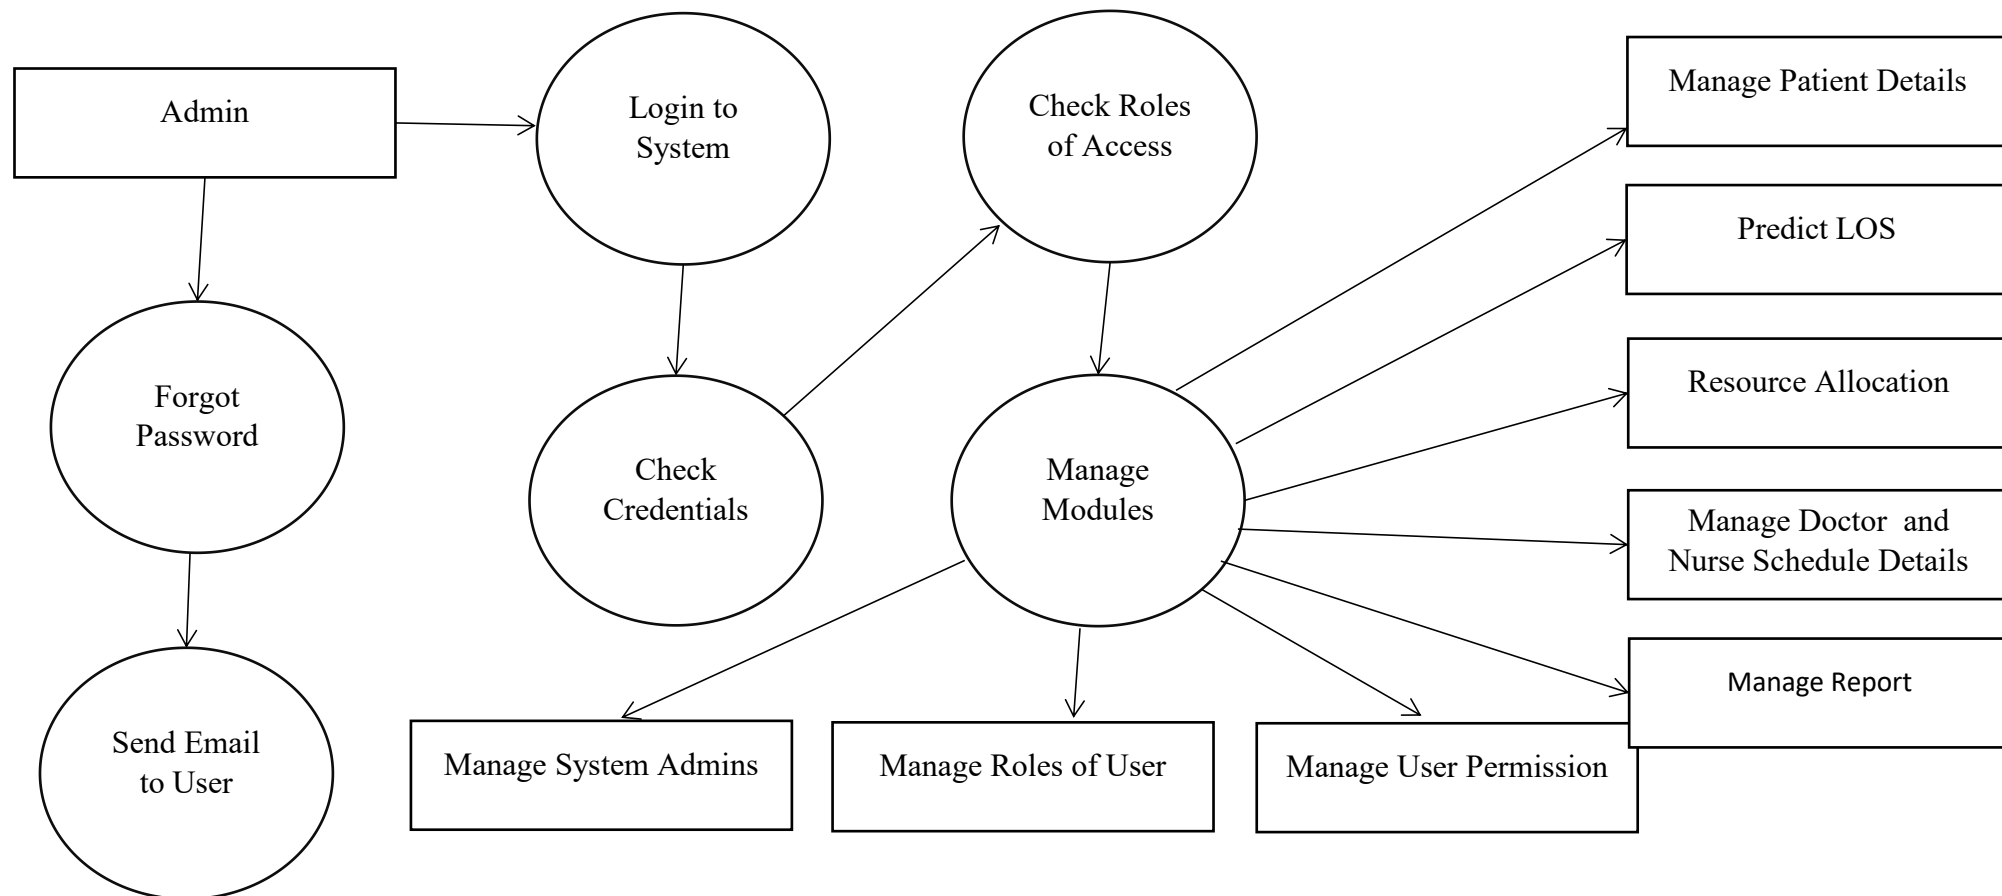 Admin
Login to
System
Check Roles
of Access
Manage Patient Details
Predict LOS
Resource Allocation
Forgot
Password
Check
Credentials
Manage
Modules
Manage Doctor  and
Nurse Schedule Details
Manage Report
Send Email
to User
Manage System Admins
Manage Roles of User
Manage User Permission